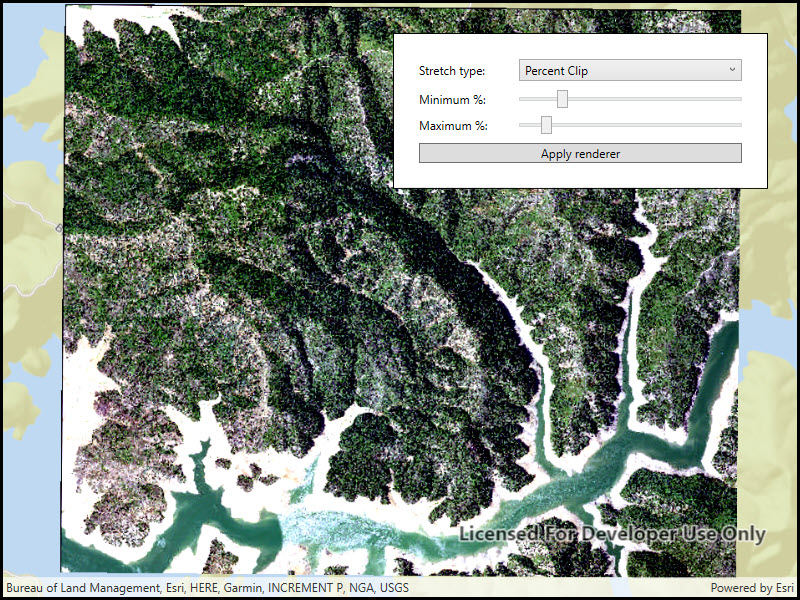 Stretch type:
Percent Clip
Minimum %:
Maximum %:
Apply renderer
Licensed For Developer Use Only
Bureau of Land Management, Esri, HERE, Garmin, INCREMENT P, NGA, USGS
Powered by Esri